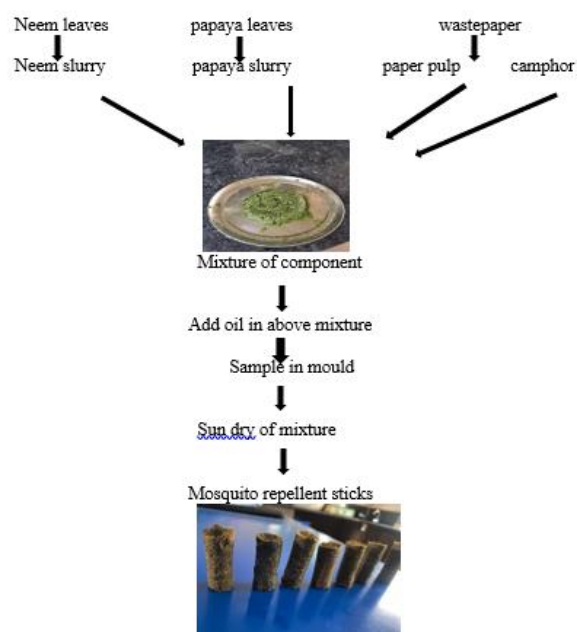 Neem leaves papaya leaves wastepaper
Neem slurry papaya slurry paper pulp camphor
Mixture of component
Add oil in above mixture
Sample in mould
Sun dry of mixture
Mosquito repellent sticks